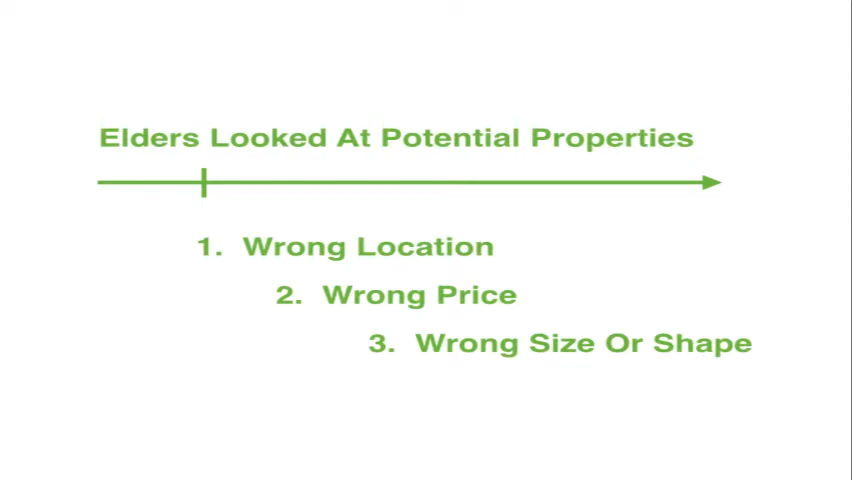 Elders Looked At Potential Properties
1. Wrong Location
2. Wrong Price
3. Wrong Size Or Shape